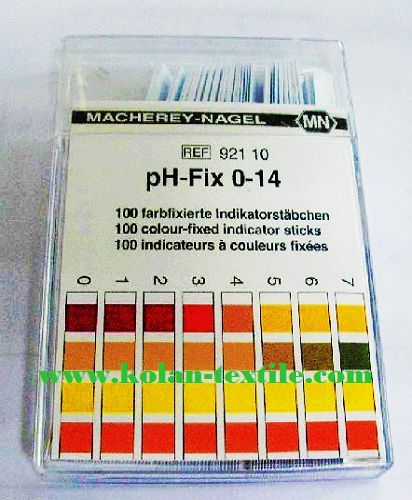 MACHEREY-NAGEL MN
REF 921 10
pH-Fix 0-14
100 farbfixierte Indikatorstäbchen
100 colour-fixed indicator sticks
100 indicateurs à couleurs fixées
0 1 2 3 4 5 6 7
www.kolan-textile.com